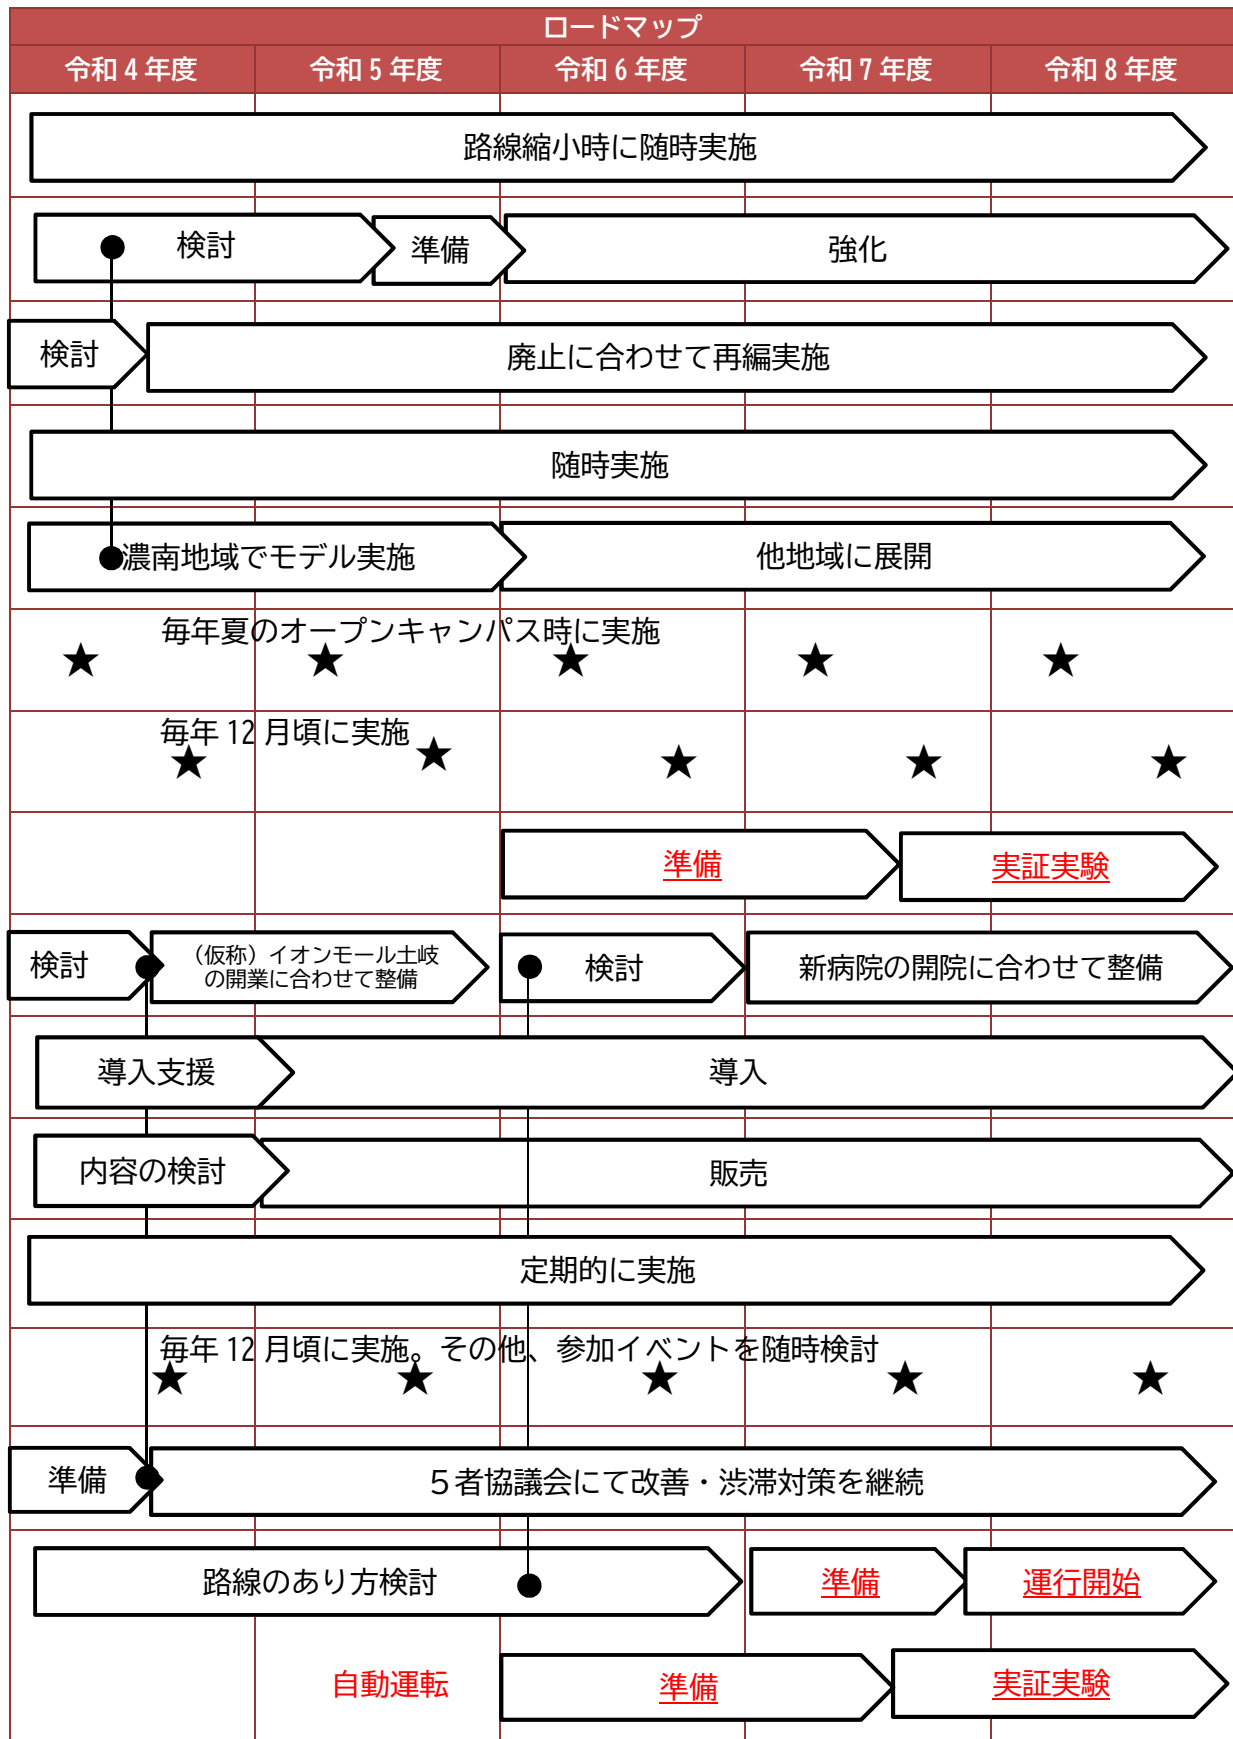 ロードマップ
令和4年度 令和5年度 令和6年度 令和7年度 令和8年度
路線縮小時に随時実施
検討 準備 強化
検討 廃止に合わせて再編実施
随時実施
濃南地域でモデル実施 他地域に展開
毎年夏のオープンキャンパス時に実施
★ ★ ★ ★ ★
毎年12月頃に実施
★ ★ ★ ★ ★
準備 実証実験
検討 （仮称）イオンモール土岐
の開業に合わせて整備 検討 新病院の開院に合わせて整備
導入支援 導入
内容の検討 販売
定期的に実施
毎年12月頃に実施。その他、参加イベントを随時検討
★ ★ ★ ★ ★
準備 ５者協議会にて改善・渋滞対策を継続
路線のあり方検討 準備 運行開始
自動運転 準備 実証実験